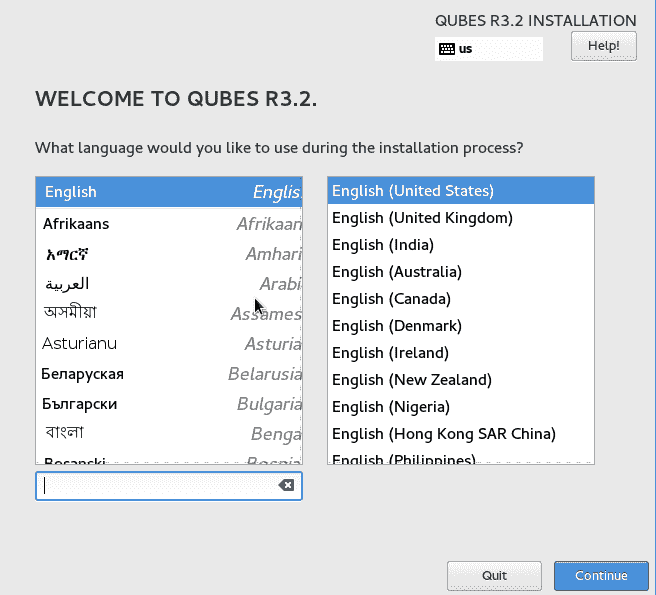 QUBES R3.2 INSTALLATION
us
Help!
WELCOME TO QUBES R3.2.
What language would you like to use during the installation process?
English Englis
Afrikaans Afrikaan
አማርኛ Amhari
العربية Arabi
অসমীয়া Assames
Asturianu Asturia
Беларуская Belarusia
Български Bulgaria
বাংলা Benga
Bosanski Bosnia
English (United States)
English (United Kingdom)
English (India)
English (Australia)
English (Canada)
English (Denmark)
English (Ireland)
English (New Zealand)
English (Nigeria)
English (Hong Kong SAR China)
English (Philippines)
Quit
Continue